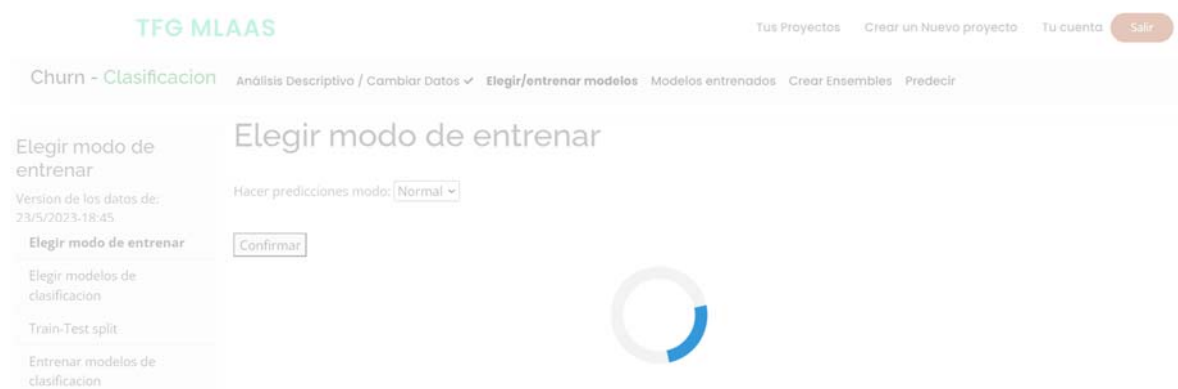 TFG MLAAS
Tus Proyectos Crear un Nuevo proyecto Tu cuenta Salir
Churn - Clasificacion
Análisis Descriptivo / Cambiar Datos Elegir/entrenar modelos Modelos entrenados Crear Ensembles Predecir
Elegir modo de
entrenar
Version de los datos de:
23/5/2023-18:45
Elegir modo de entrenar
Elegir modelos de
clasificacion
Train-Test split
Entrenar modelos de
clasificacion
Elegir modo de entrenar
Hacer predicciones modo: Normal
Confirmar